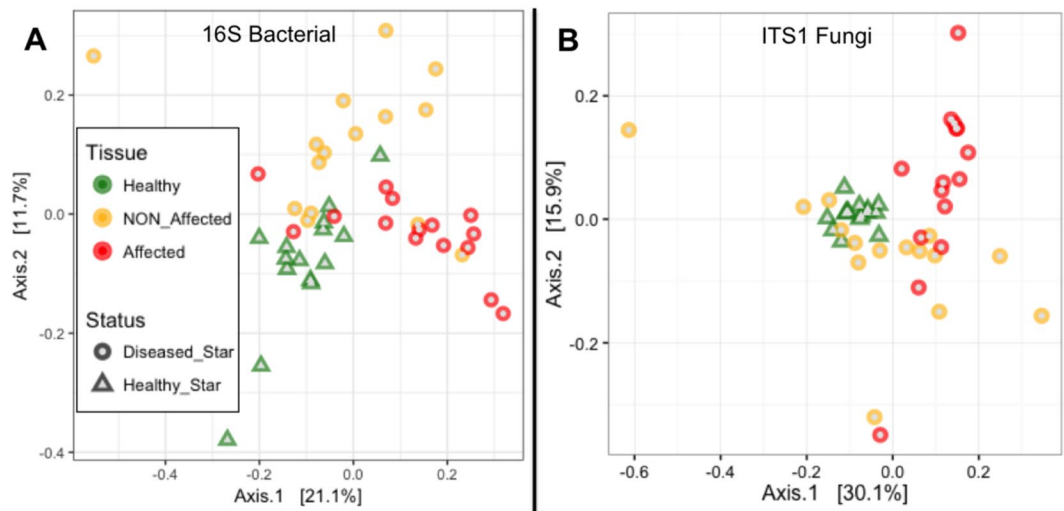 A
16S Bacterial
0.2
0.0
-0.2
-0.4
Axis.2 [11.7%]
Tissue
Healthy
NON_Affected
Affected
Status
Diseased_Star
Healthy_Star
-0.4
-0.2
0.0
0.2
Axis.1 [21.1%]
B
ITS1 Fungi
0.2
0.0
-0.2
Axis.2 [15.9%]
-0.6
-0.4
-0.2
0.0
0.2
Axis.1 [30.1%]